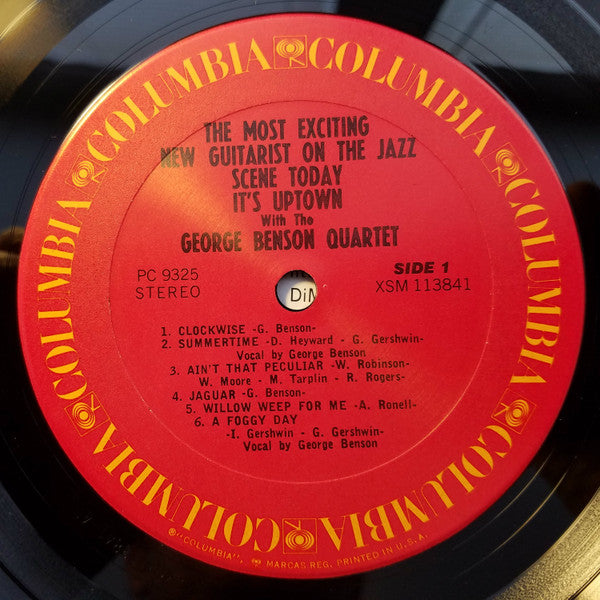 COLUMBIA COLUMBIA COLUMBIA COLUMBIA COLUMBIA COLUMBIA
THE MOST EXCITING
NEW GUITARIST ON THE JAZZ
SCENE TODAY
IT'S UPTOWN
With The
GEORGE BENSON QUARTET
PC 9325
STEREO
SIDE 1
XSM 113841
DiM
1. CLOCKWISE -G. Benson-
2. SUMMERTIME -D. Heyward - G. Gershwin-
Vocal by George Benson
3. AIN'T THAT PECULIAR -W. Robinson-
W. Moore - M. Tarplin - R. Rogers-
4. JAGUAR -G. Benson-
5. WILLOW WEEP FOR ME -A. Ronell-
6. A FOGGY DAY
-I. Gershwin - G. Gershwin-
Vocal by George Benson
®"COLUMBIA", MARCAS REG. PRINTED IN U.S.A.